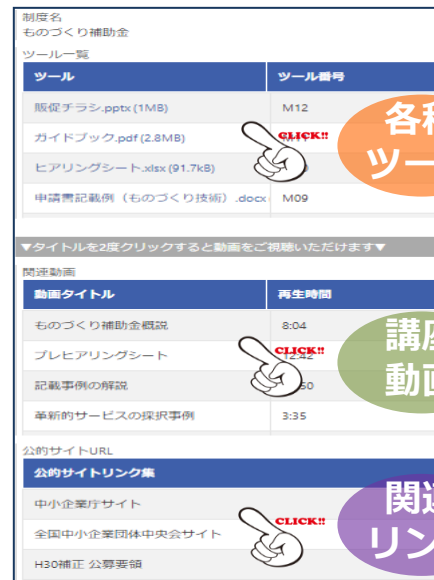 制度名
ものづくり補助金
ツール一覧
ツール ツール番号
販促チラシ.pptx (1MB) M12
ガイドブック.pdf (2.8MB)
CLICK!!
ヒアリングシート.xlsx (91.7kB)
申請書記載例（ものづくり技術）.docx M09
各種
ツー
▼タイトルを2度クリックすると動画をご視聴いただけます▼
関連動画
動画タイトル 再生時間
ものづくり補助金概説 8:04
プレヒアリングシート 12:42
CLICK!!
記載事例の解説
革新的サービスの採択事例 3:35
講座
動画
公的サイトURL
公的サイトリンク集
中小企業庁サイト
CLICK!!
全国中小企業団体中央会サイト
H30補正 公募要領
関連
リン